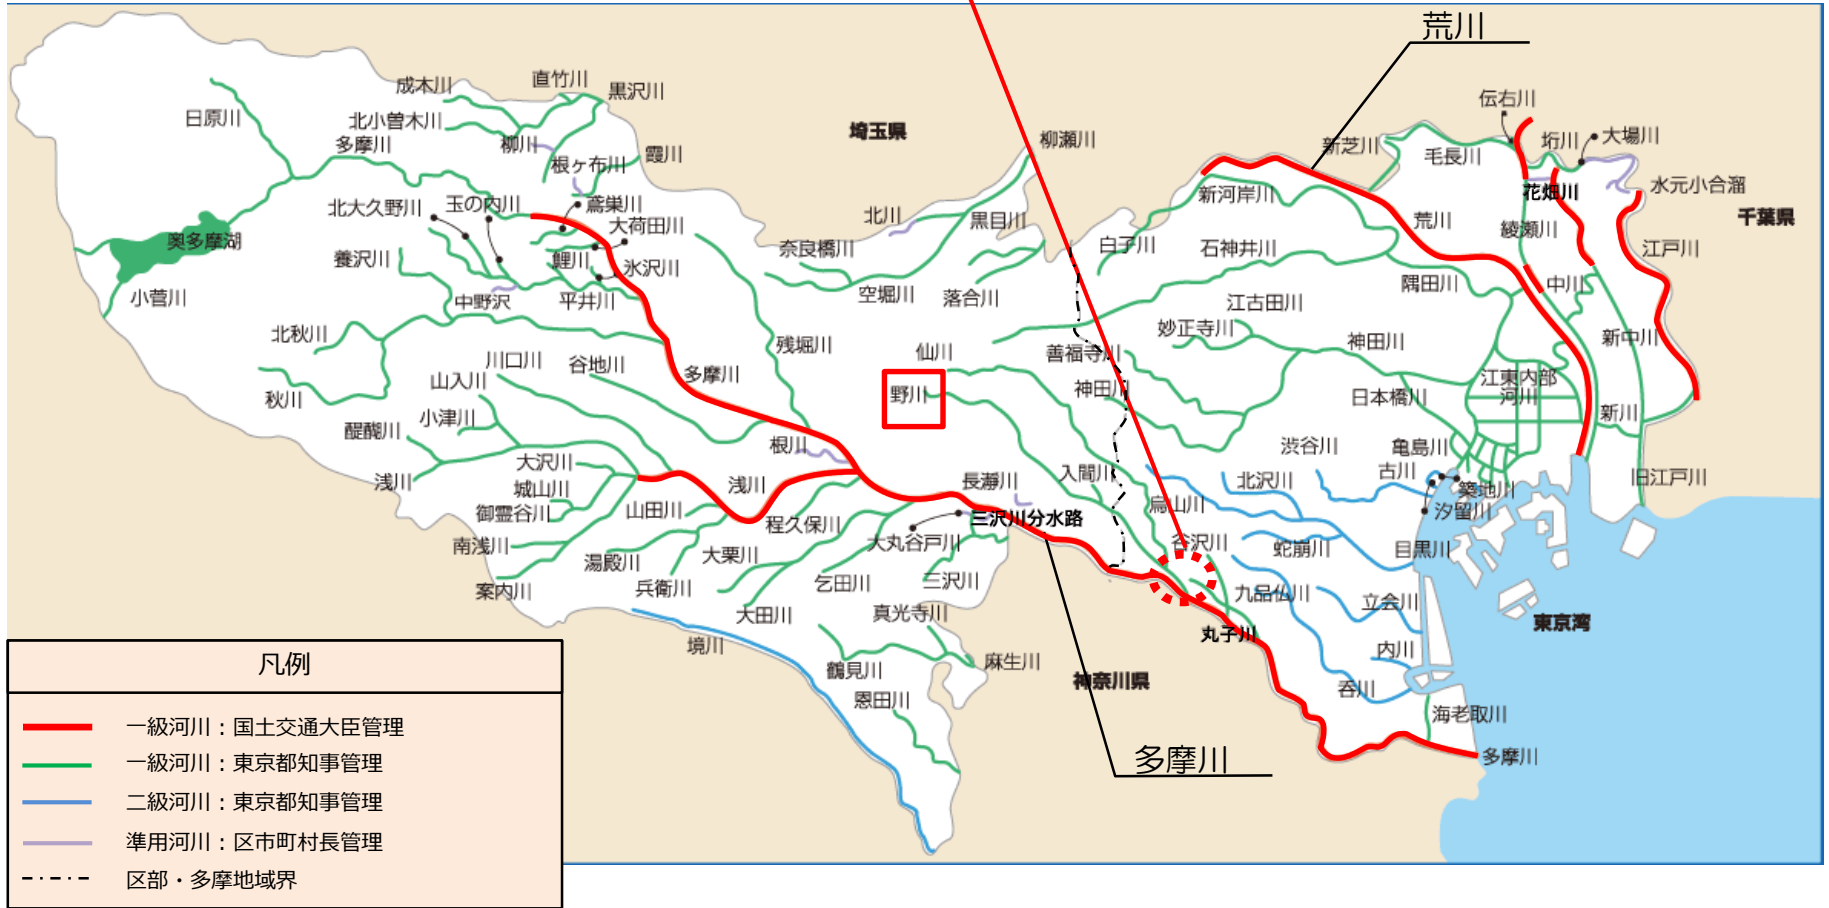 荒川
直竹川
成木川
黒沢川
伝右川
日原川
北小曽木川
柳川
埼玉県
柳瀬川
新芝川
毛長川
垳川
大場川
多摩川
根ヶ布川
霞川
新河岸川
花畑川
水元小合溜
北大久野川
玉の内川
鳶巣川
大荷田川
北川
黒目川
荒川
綾瀬川
千葉県
奥多摩湖
養沢川
鯉川
氷沢川
奈良橋川
白子川
石神井川
江戸川
小菅川
中野沢
平井川
空堀川
落合川
江古田川
隅田川
中川
北秋川
残堀川
仙川
善福寺川
妙正寺川
神田川
新中川
川口川
谷地川
多摩川
山入川
野川
神田川
江東内部
河川
秋川
小津川
日本橋川
新川
醍醐川
根川
渋谷川
亀島川
浅川
大沢川
城山川
浅川
長瀞川
入間川
北沢川
古川
築地川
旧江戸川
御霊谷川
山田川
程久保川
三沢川分水路
烏山川
汐留川
南浅川
湯殿川
大栗川
大丸谷戸川
谷沢川
蛇崩川
目黒川
案内川
兵衛川
乞田川
三沢川
九品仏川
立会川
大田川
真光寺川
丸子川
東京湾
境川
鶴見川
麻生川
神奈川県
内川
恩田川
呑川
海老取川
多摩川
多摩川
凡例
一級河川：国土交通大臣管理
一級河川：東京都知事管理
二級河川：東京都知事管理
準用河川：区市町村長管理
区部・多摩地域界